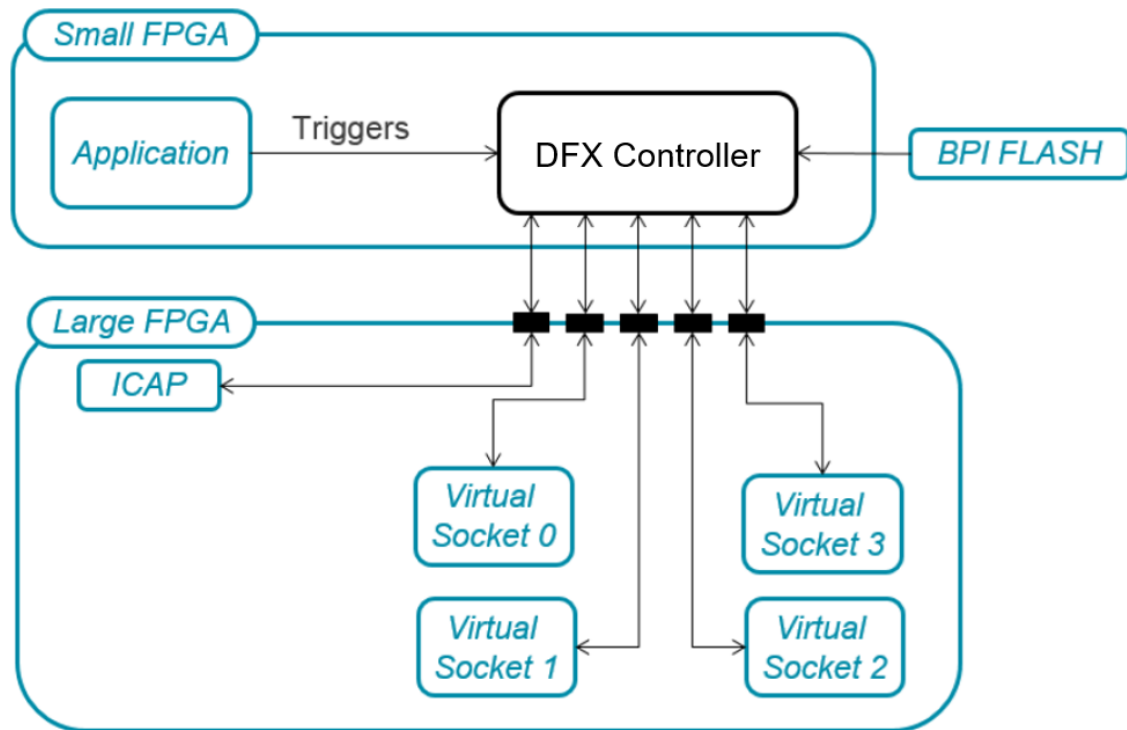 Small FPGA
Application
Triggers
DFX Controller
BPI FLASH
Large FPGA
ICAP
Virtual
Socket 0
Virtual
Socket 3
Virtual
Socket 1
Virtual
Socket 2